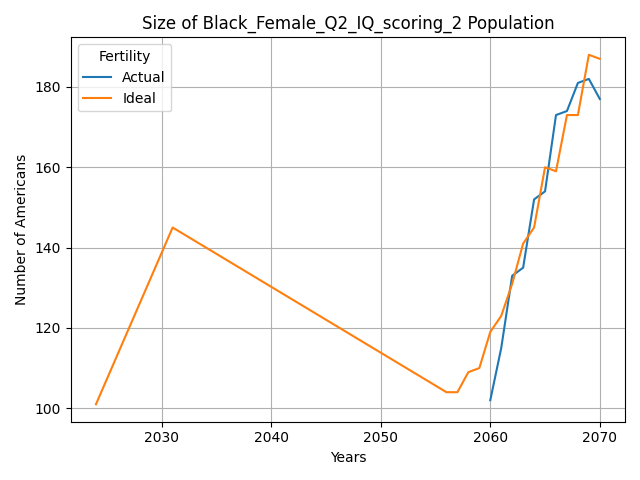 Size of Black_Female_Q2_IQ_scoring_2 Population
Fertility
Actual
Ideal
Number of Americans
180
160
140
120
100
2030
2040
2050
2060
2070
Years